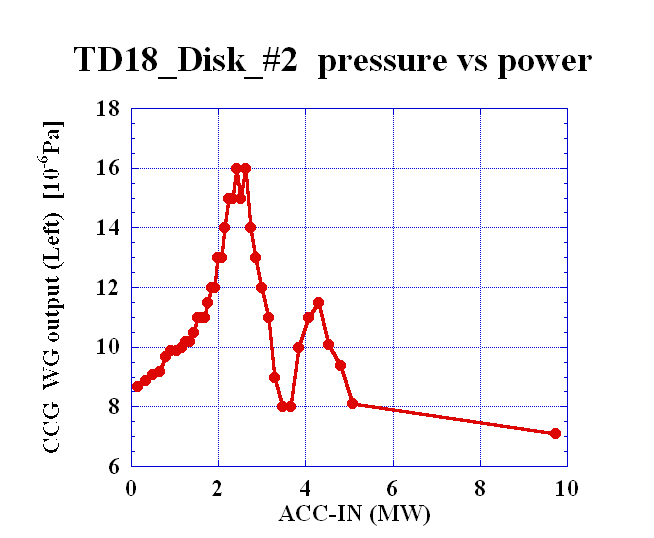 TD18_Disk_#2 pressure vs power
18
16
14
12
10
8
6
CCG WG output (Left) [10⁻⁶Pa]
0 2 4 6 8 10
ACC-IN (MW)